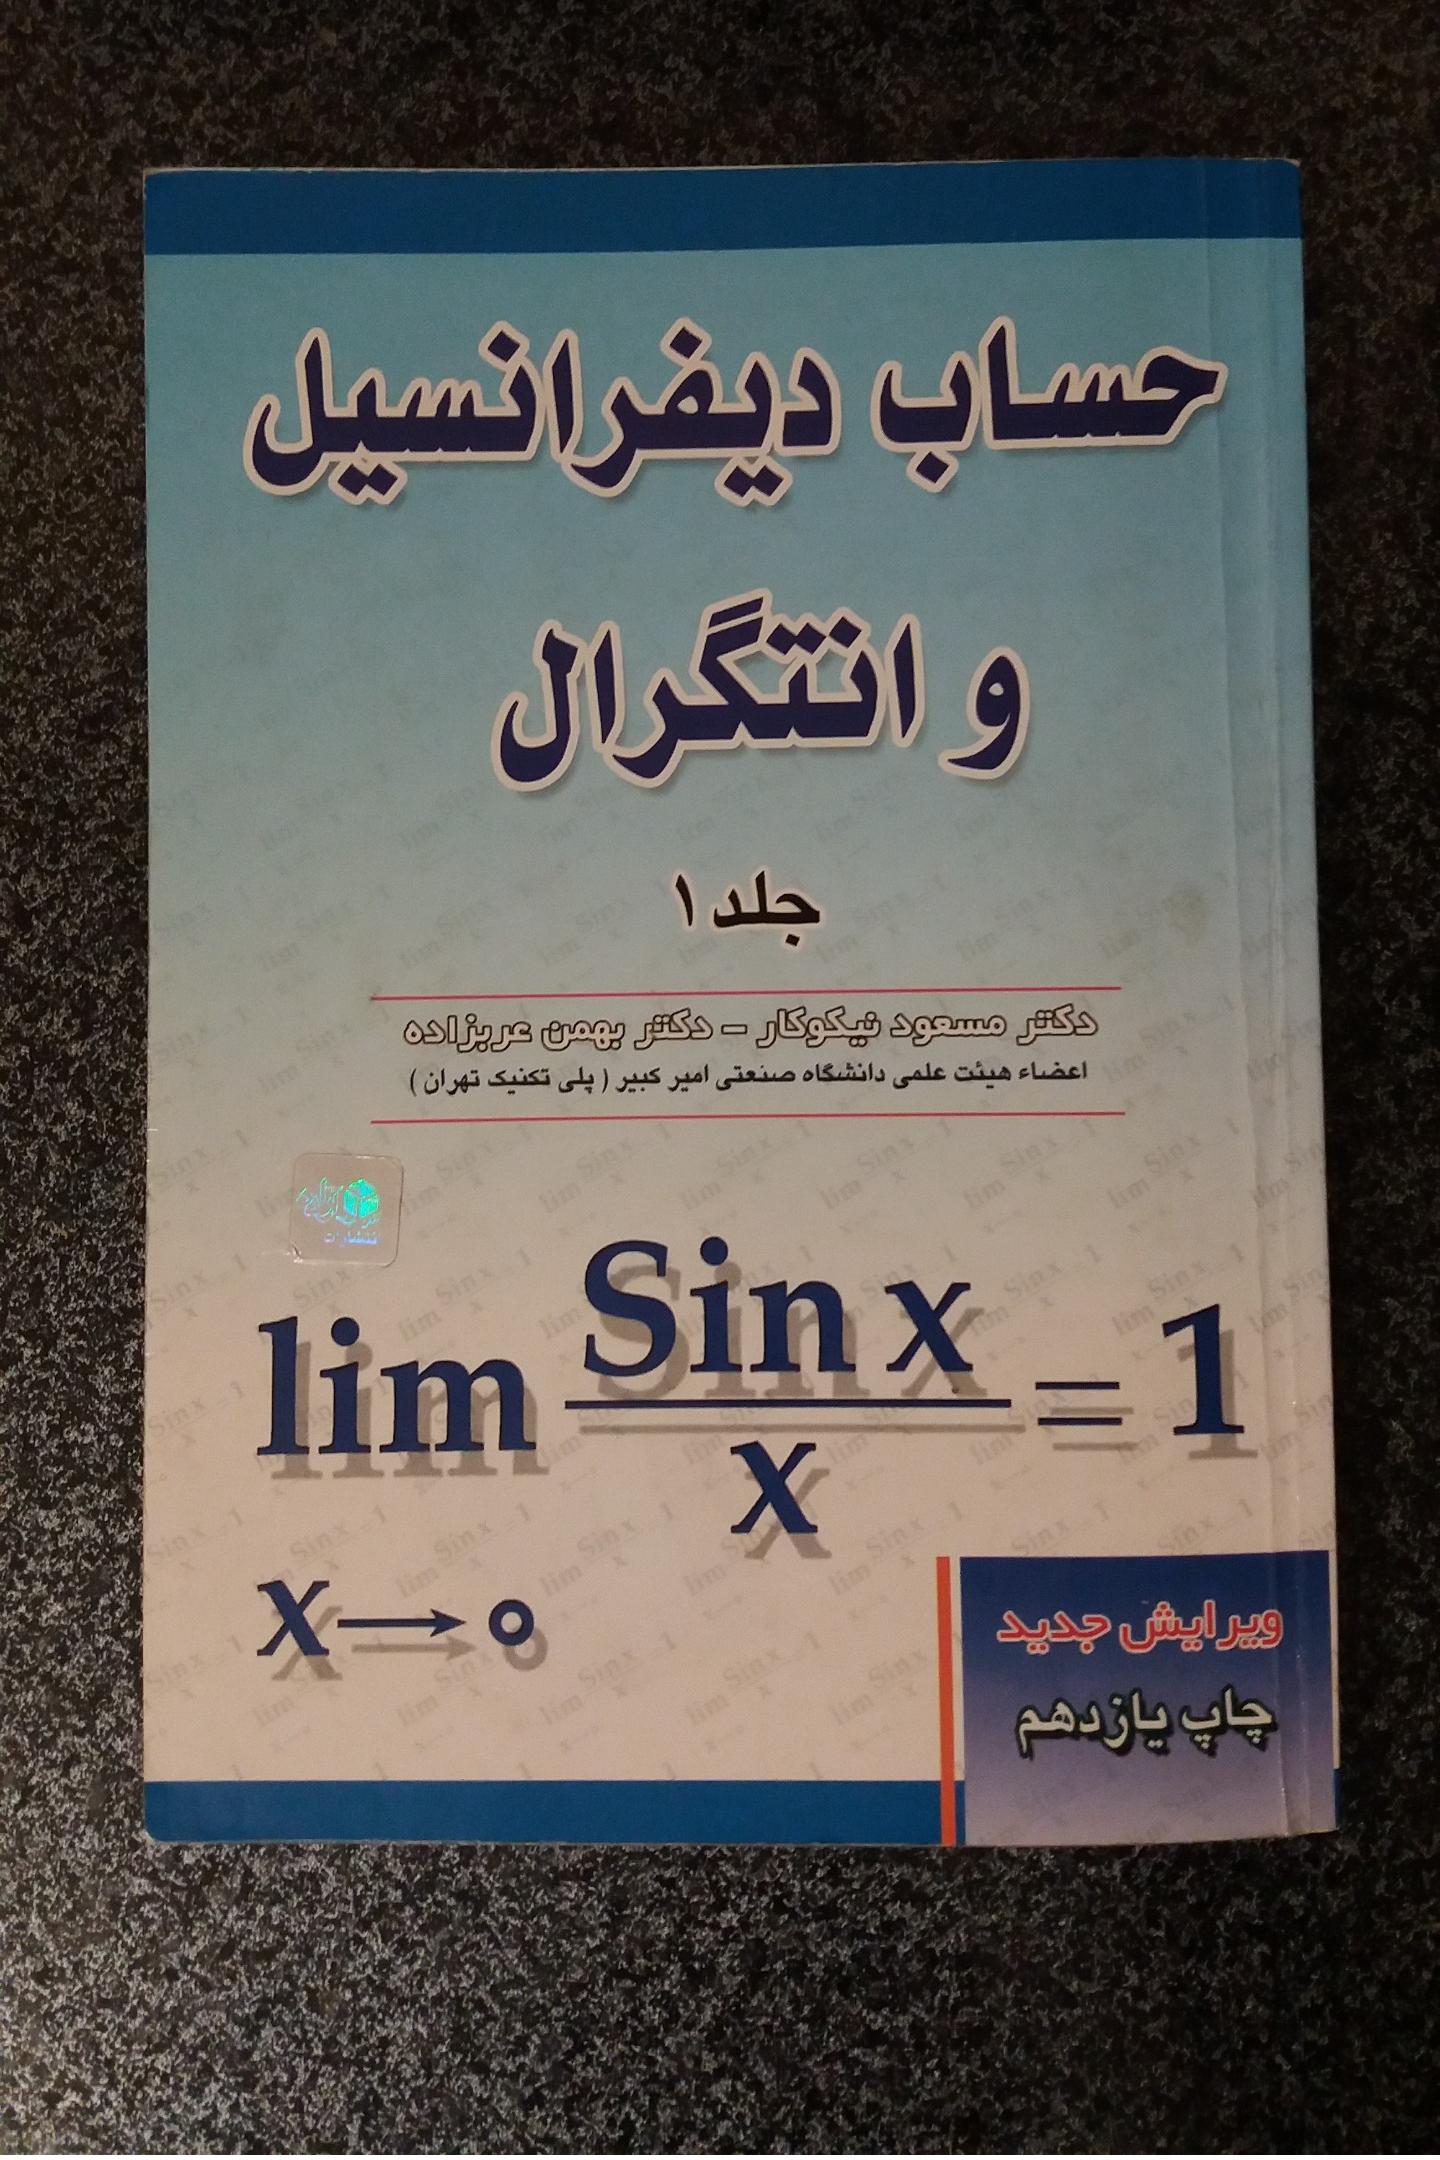 حساب دیفرانسیل
و انتگرال
جلد ۱
دکتر مسعود نیکوکار – دکتر بهمن عربزاده
اعضاء هیئت علمی دانشگاه صنعتی امیر کبیر ( پلی تکنیک تهران )
انتشارات
lim Sin x / x = 1
x → ۰
ویرایش جدید
چاپ یازدهم